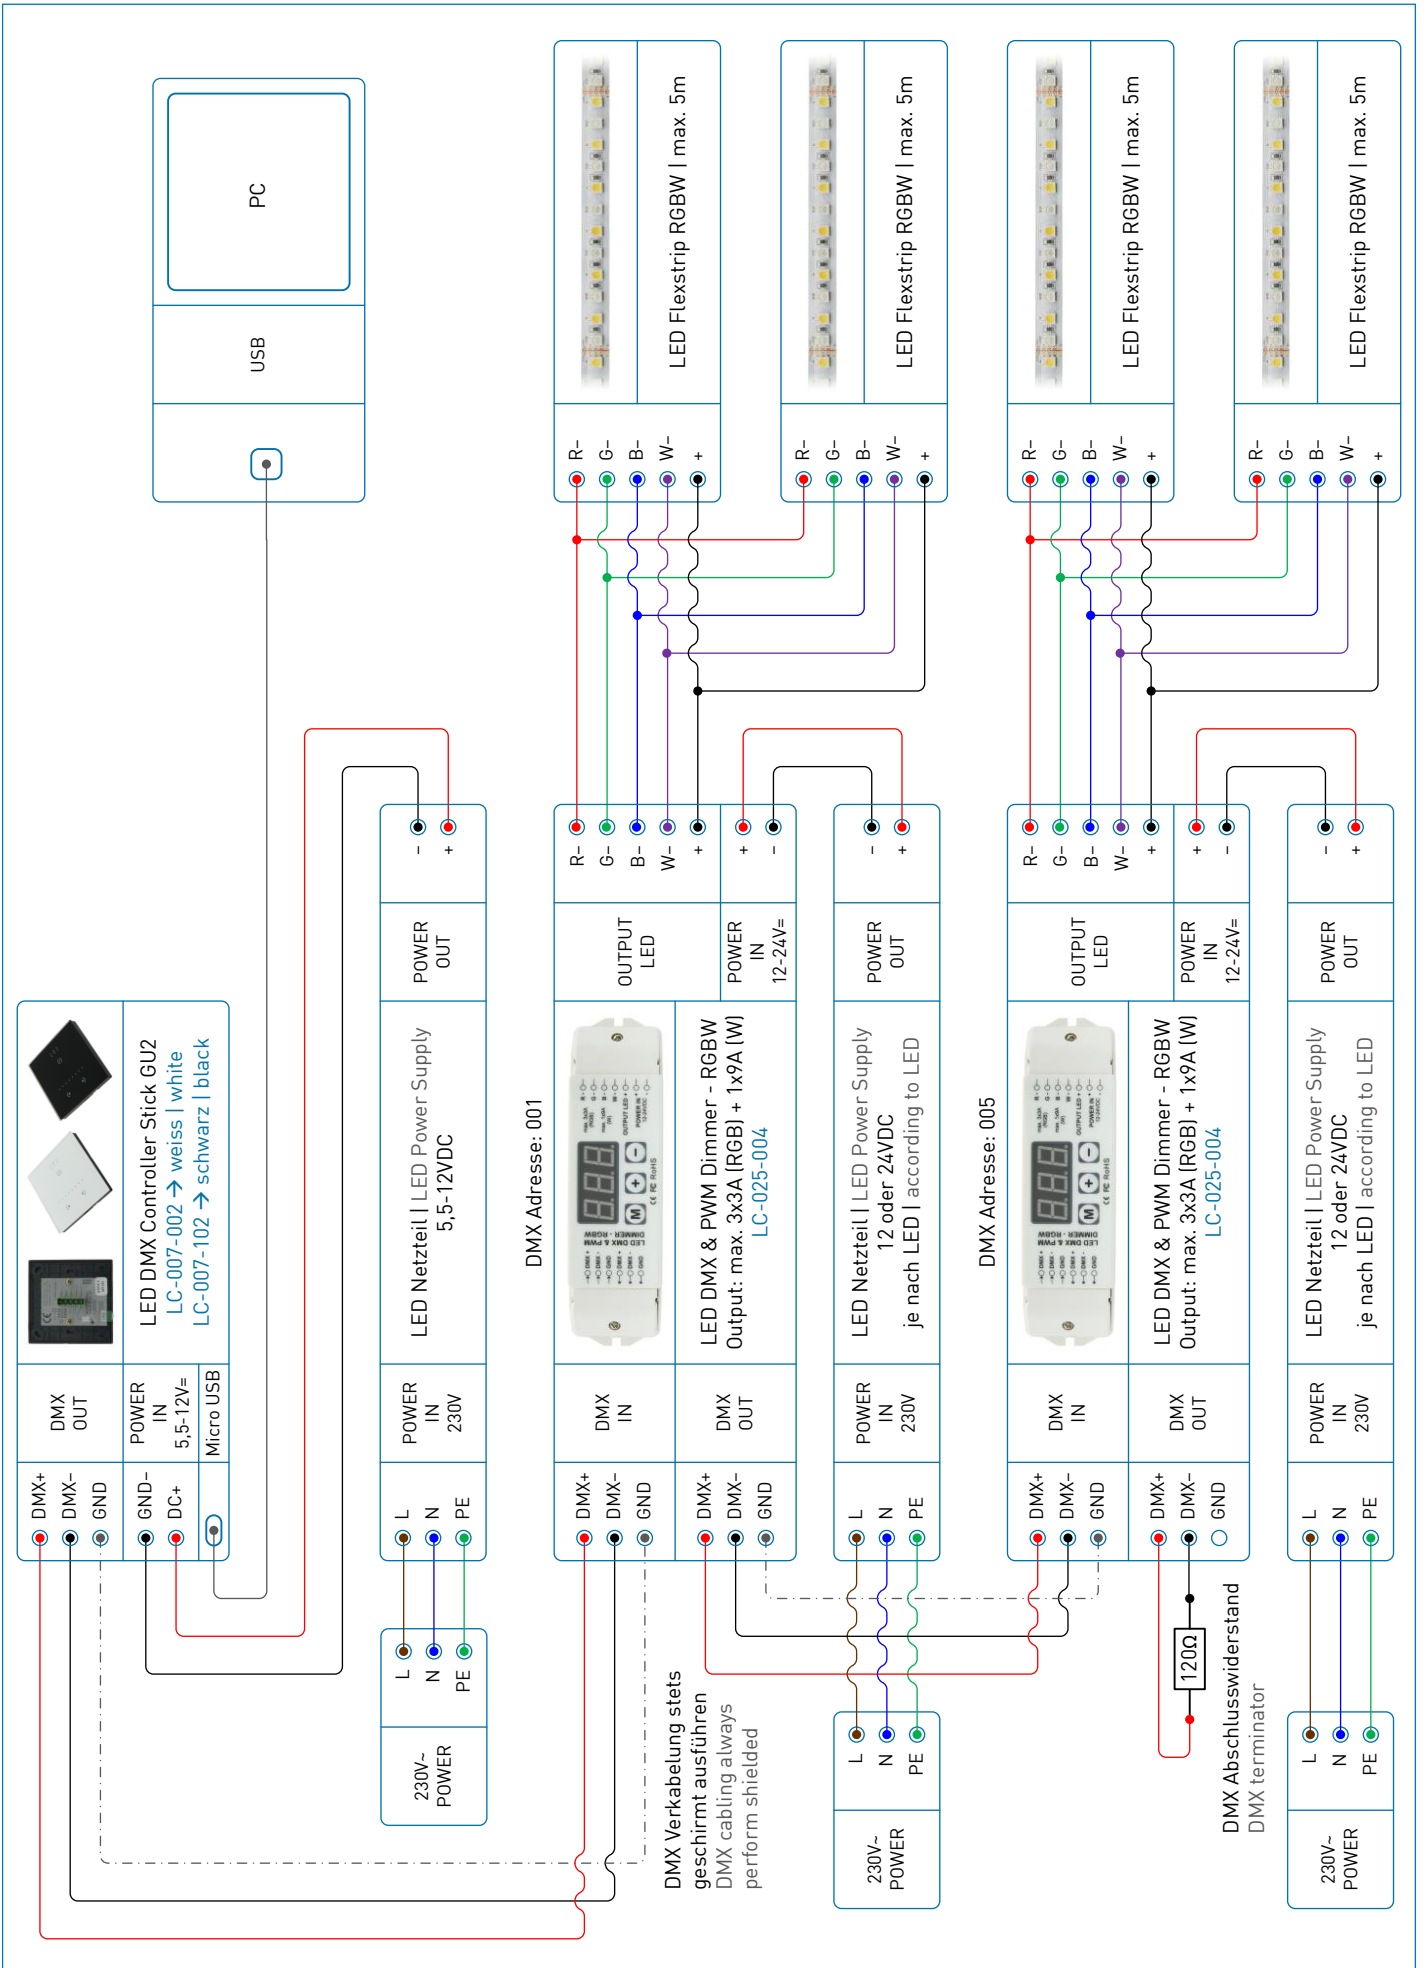 PC
USB
LED DMX Controller Stick GU2
LC-007-002 → weiss | white
LC-007-102 → schwarz | black
DMX
OUT
POWER
IN
5,5-12V=
Micro USB
DMX+
DMX–
GND
GND–
DC+
–
+
POWER
OUT
LED Netzteil | LED Power Supply
5,5-12VDC
POWER
IN
230V
L
N
PE
L
N
PE
230V~
POWER
LED Flexstrip RGBW | max. 5m
R–
G–
B–
W–
+
LED Flexstrip RGBW | max. 5m
R–
G–
B–
W–
+
DMX Adresse: 001
R–
G–
B–
W–
+
+
–
OUTPUT
LED
POWER
IN
12-24V=
LED DMX & PWM
DIMMER - RGBW
LED DMX & PWM Dimmer - RGBW
Output: max. 3x3A (RGB) + 1x9A (W)
LC-025-004
DMX
IN
DMX
OUT
DMX+
DMX–
GND
DMX+
DMX–
GND
–
+
POWER
OUT
LED Netzteil | LED Power Supply
12 oder 24VDC
je nach LED | according to LED
POWER
IN
230V
L
N
PE
L
N
PE
230V~
POWER
DMX Verkabelung stets
geschirmt ausführen
DMX cabling always
perform shielded
LED Flexstrip RGBW | max. 5m
R–
G–
B–
W–
+
LED Flexstrip RGBW | max. 5m
R–
G–
B–
W–
+
DMX Adresse: 005
R–
G–
B–
W–
+
+
–
OUTPUT
LED
POWER
IN
12-24V=
LED DMX & PWM
DIMMER - RGBW
LED DMX & PWM Dimmer - RGBW
Output: max. 3x3A (RGB) + 1x9A (W)
LC-025-004
DMX
IN
DMX
OUT
DMX+
DMX–
GND
DMX+
DMX–
GND
120Ω
DMX Abschlusswiderstand
DMX terminator
–
+
POWER
OUT
LED Netzteil | LED Power Supply
12 oder 24VDC
je nach LED | according to LED
POWER
IN
230V
L
N
PE
L
N
PE
230V~
POWER